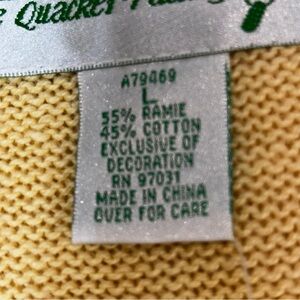 Quacker Factory
A79469
L
55% RAMIE
45% COTTON
EXCLUSIVE OF
DECORATION
RN 97031
MADE IN CHINA
OVER FOR CARE